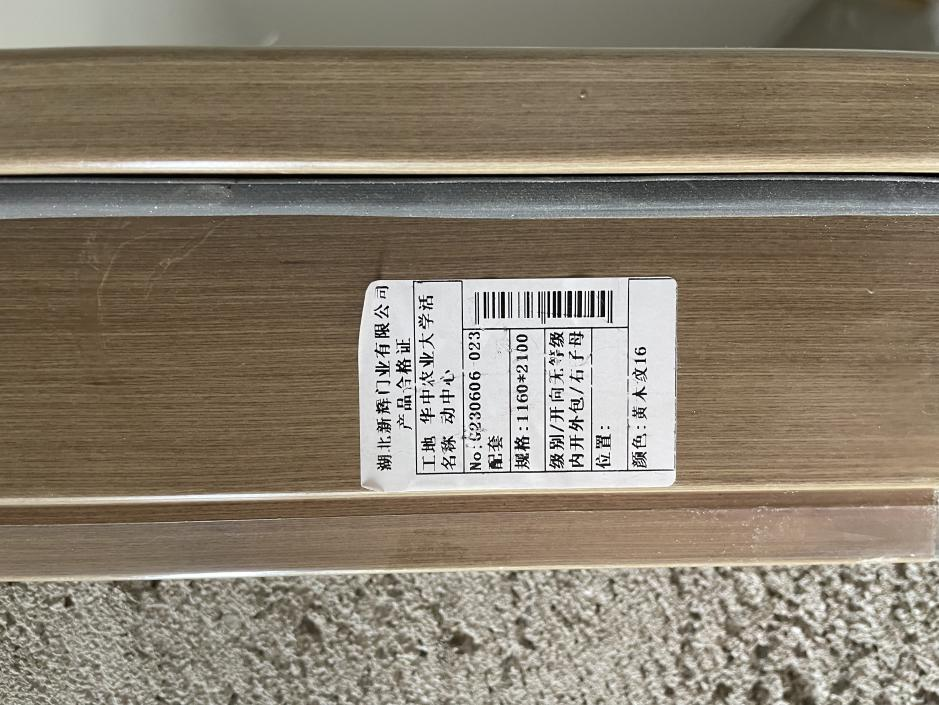 湖北新辉门业有限公司
产品合格证
工地 华中农业大学活
名称 动中心
No:G230606 023
配套
规格:1160*2100
级别/开向无等级
内开外包/右子母
位置:
颜色:黄木纹16